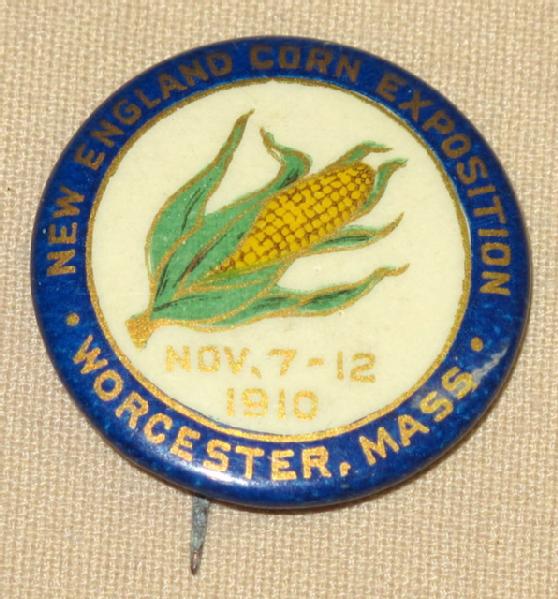 NEW ENGLAND CORN EXPOSITION
NOV. 7-12
1910
• WORCESTER, MASS. •